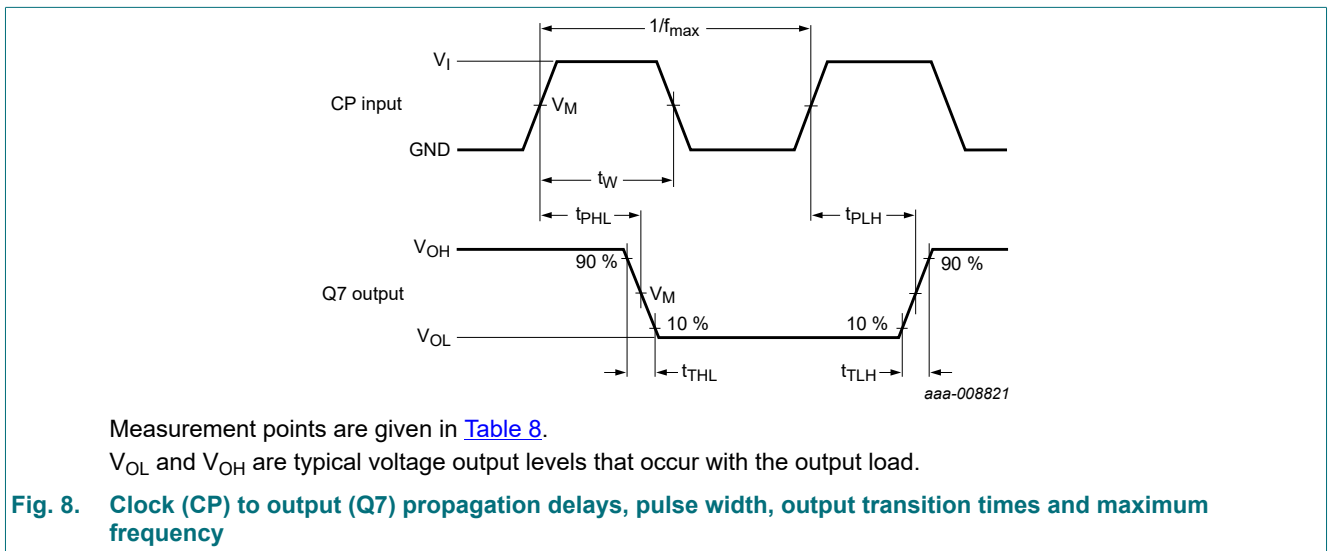 1/fmax
VI
CP input
VM
GND
tW
tPHL
tPLH
VOH
90 %
90 %
Q7 output
VM
10 %
10 %
VOL
tTHL
tTLH
aaa-008821
Measurement points are given in Table 8.
VOL and VOH are typical voltage output levels that occur with the output load.
Fig. 8. Clock (CP) to output (Q7) propagation delays, pulse width, output transition times and maximum
frequency